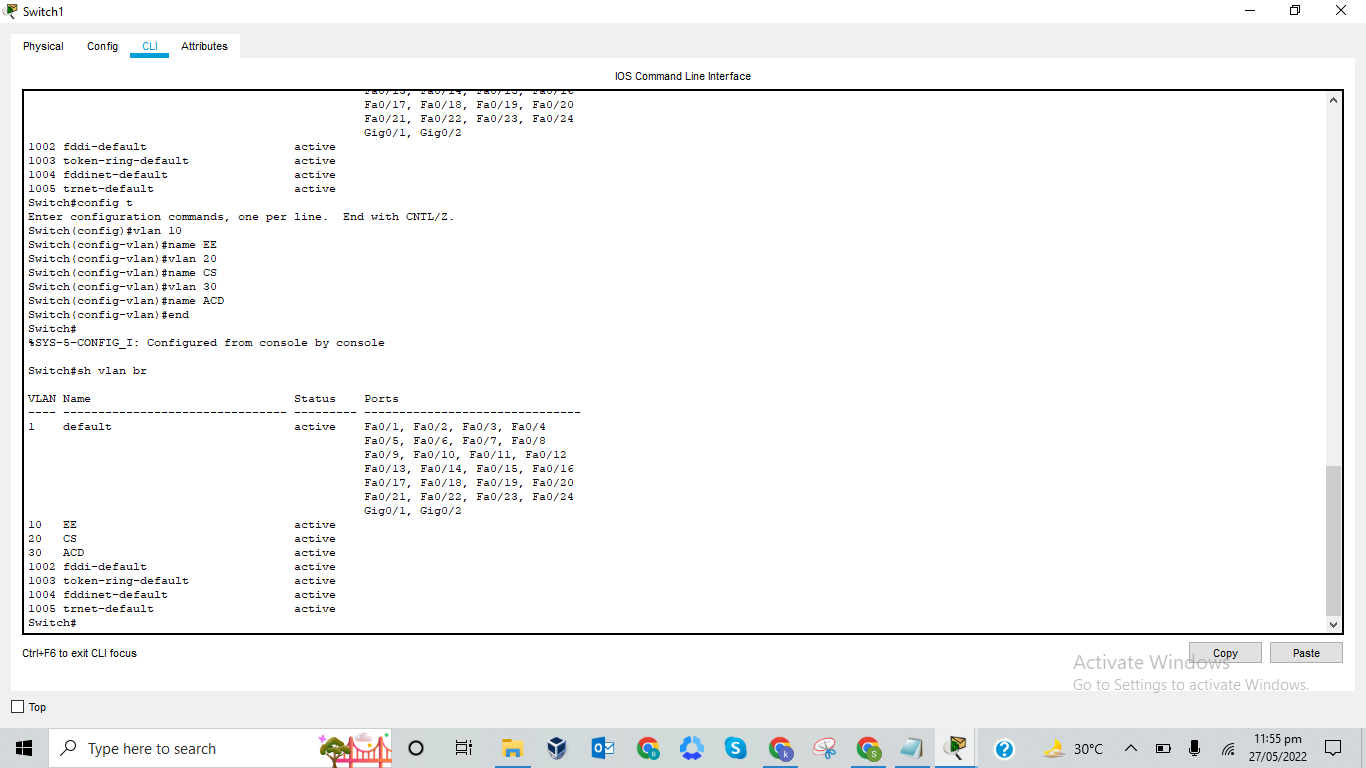 Switch1
Physical Config CLI Attributes
IOS Command Line Interface
Fa0/13, Fa0/14, Fa0/15, Fa0/16
Fa0/17, Fa0/18, Fa0/19, Fa0/20
Fa0/21, Fa0/22, Fa0/23, Fa0/24
Gig0/1, Gig0/2
1002 fddi-default active
1003 token-ring-default active
1004 fddinet-default active
1005 trnet-default active
Switch#config t
Enter configuration commands, one per line. End with CNTL/Z.
Switch(config)#vlan 10
Switch(config-vlan)#name EE
Switch(config-vlan)#vlan 20
Switch(config-vlan)#name CS
Switch(config-vlan)#vlan 30
Switch(config-vlan)#name ACD
Switch(config-vlan)#end
Switch#
%SYS-5-CONFIG_I: Configured from console by console
Switch#sh vlan br
VLAN Name Status Ports
---- -------------------------------- --------- -------------------------------
1 default active Fa0/1, Fa0/2, Fa0/3, Fa0/4
Fa0/5, Fa0/6, Fa0/7, Fa0/8
Fa0/9, Fa0/10, Fa0/11, Fa0/12
Fa0/13, Fa0/14, Fa0/15, Fa0/16
Fa0/17, Fa0/18, Fa0/19, Fa0/20
Fa0/21, Fa0/22, Fa0/23, Fa0/24
Gig0/1, Gig0/2
10 EE active
20 CS active
30 ACD active
1002 fddi-default active
1003 token-ring-default active
1004 fddinet-default active
1005 trnet-default active
Switch#
Ctrl+F6 to exit CLI focus
Copy Paste
Activate Windows
Go to Settings to activate Windows.
Top
Type here to search
30°C
11:55 pm
27/05/2022